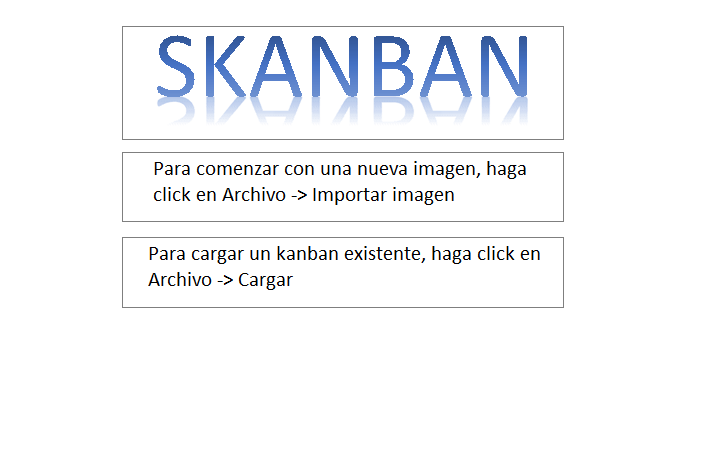 SKANBAN
Para comenzar con una nueva imagen, haga
click en Archivo -> Importar imagen
Para cargar un kanban existente, haga click en
Archivo -> Cargar